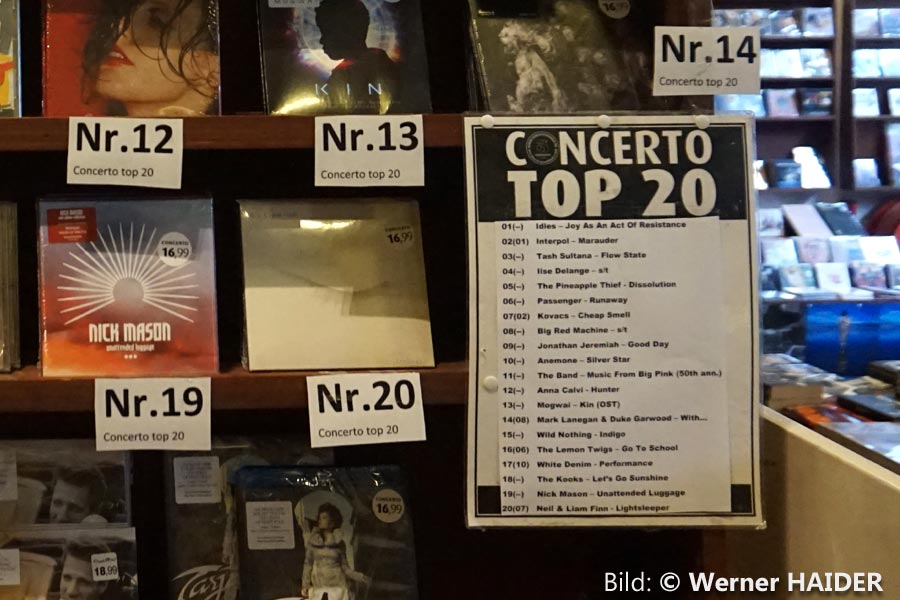 16,99
KIN
Nr.14
Concerto top 20
Nr.12
Concerto top 20
Nr.13
Concerto top 20
CONCERTO
TOP 20
01(–) Idles – Joy As An Act Of Resistance
02(01) Interpol – Marauder
03(–) Tash Sultana – Flow State
04(–) Ilse Delange – s/t
05(–) The Pineapple Thief - Dissolution
06(–) Passenger - Runaway
07(02) Kovacs – Cheap Smell
08(–) Big Red Machine – s/t
09(–) Jonathan Jeremiah – Good Day
10(–) Anemone – Silver Star
11(–) The Band – Music From Big Pink (50th ann.)
12(–) Anna Calvi - Hunter
13(–) Mogwai – Kin (OST)
14(08) Mark Lanegan & Duke Garwood – With...
15(–) Wild Nothing - Indigo
16(06) The Lemon Twigs – Go To School
17(10) White Denim - Performance
18(–) The Kooks – Let's Go Sunshine
19(–) Nick Mason – Unattended Luggage
20(07) Neil & Liam Finn - Lightsleeper
NICK MASON
CONCERTO
16,99
NICK MASON
unattended luggage
CONCERTO
16,99
Nr.19
Concerto top 20
Nr.20
Concerto top 20
CONCERTO
16,99
18,99
Bild: © Werner HAIDER